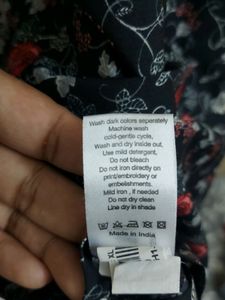 Wash dark colors seperately
Machine wash
cold-gentle cycle,
Wash and dry inside out,
Use mild detergent,
Do not bleach
Do not iron directly on
print/embroidery or
embelishments.
Mild iron , if needed
Do not dry clean
Line dry in shade
Made in India
XL